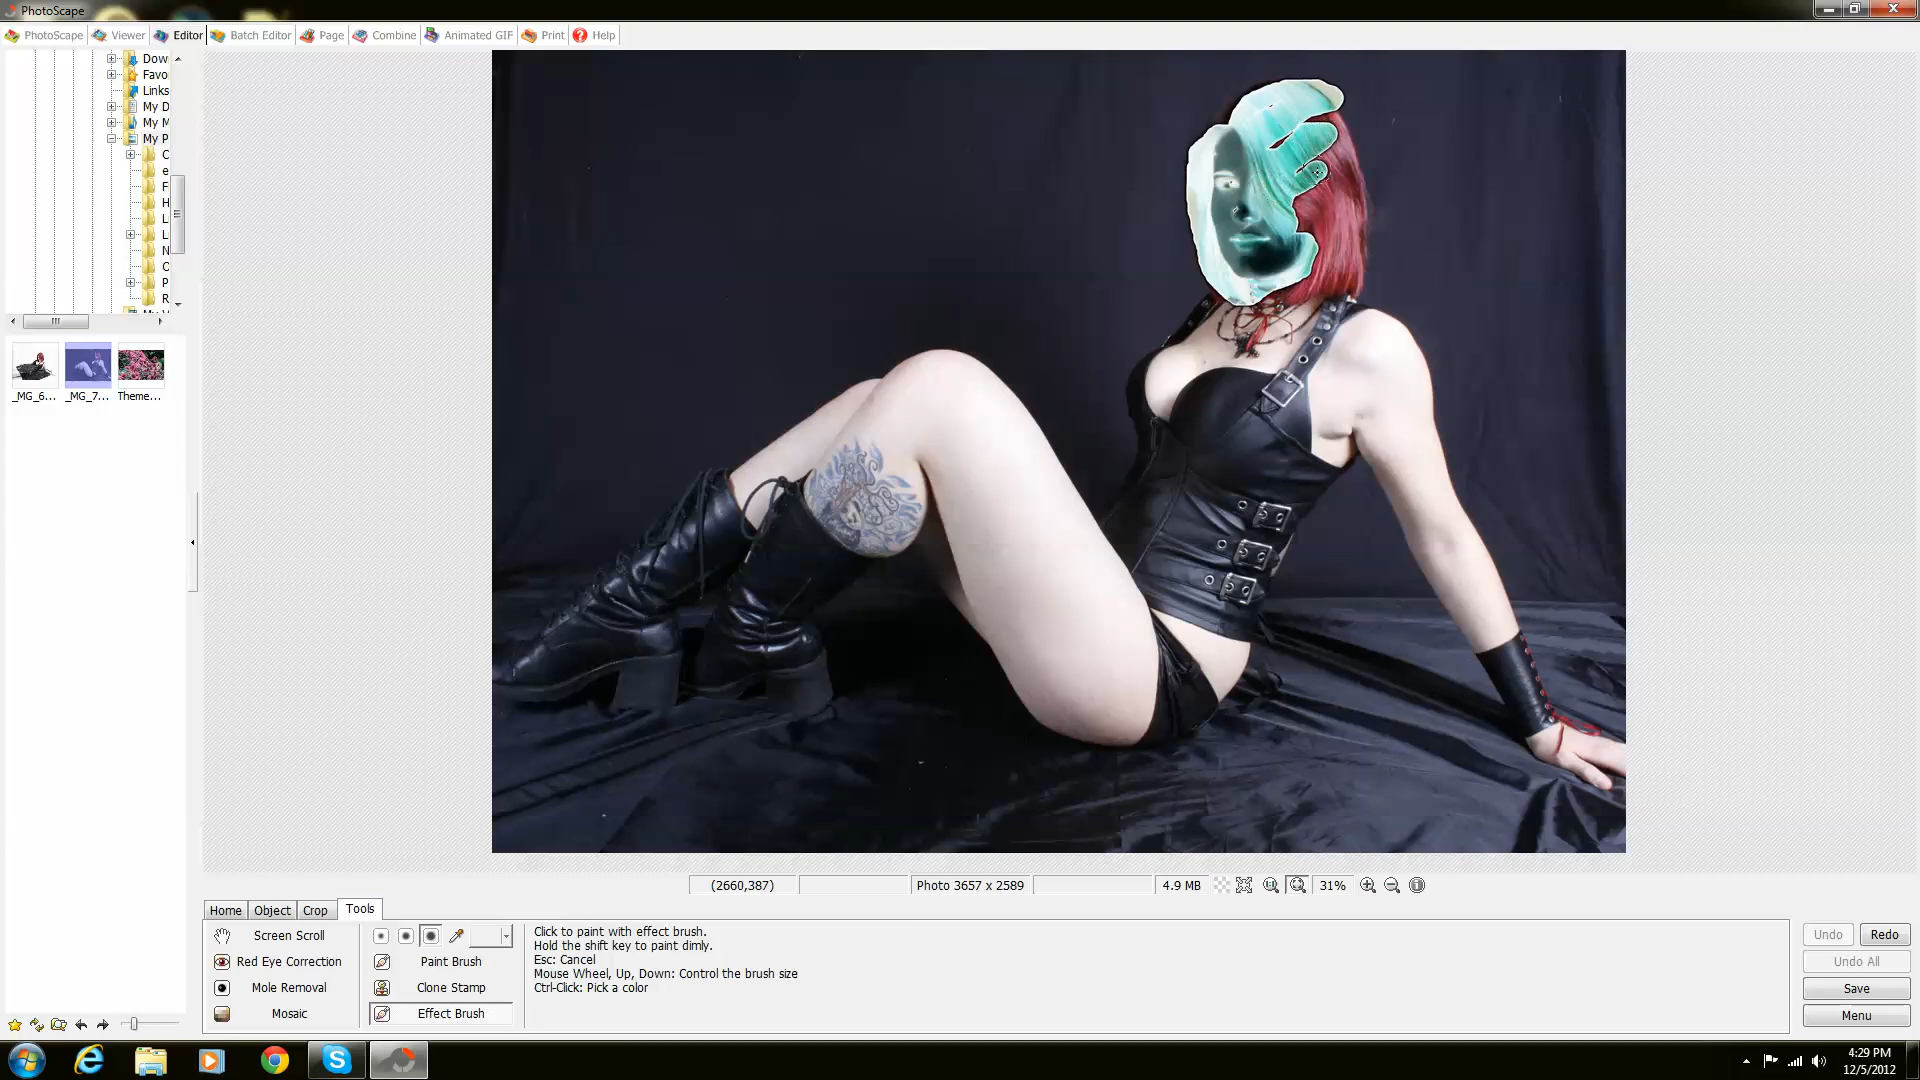 PhotoScape
PhotoScape
Viewer
Editor
Batch Editor
Page
Combine
Animated GIF
Print
Help
Dow
Favo
Links
My D
My M
My P
C
e
F
H
L
L
N
O
P
R
_MG_6...
_MG_7...
Theme...
(2660,387)
Photo 3657 x 2589
4.9 MB
31%
Home
Object
Crop
Tools
Screen Scroll
Red Eye Correction
Mole Removal
Mosaic
Paint Brush
Clone Stamp
Effect Brush
Click to paint with effect brush.
Hold the shift key to paint dimly.
Esc: Cancel
Mouse Wheel, Up, Down: Control the brush size
Ctrl-Click: Pick a color
Undo
Redo
Undo All
Save
Menu
4:29 PM
12/5/2012